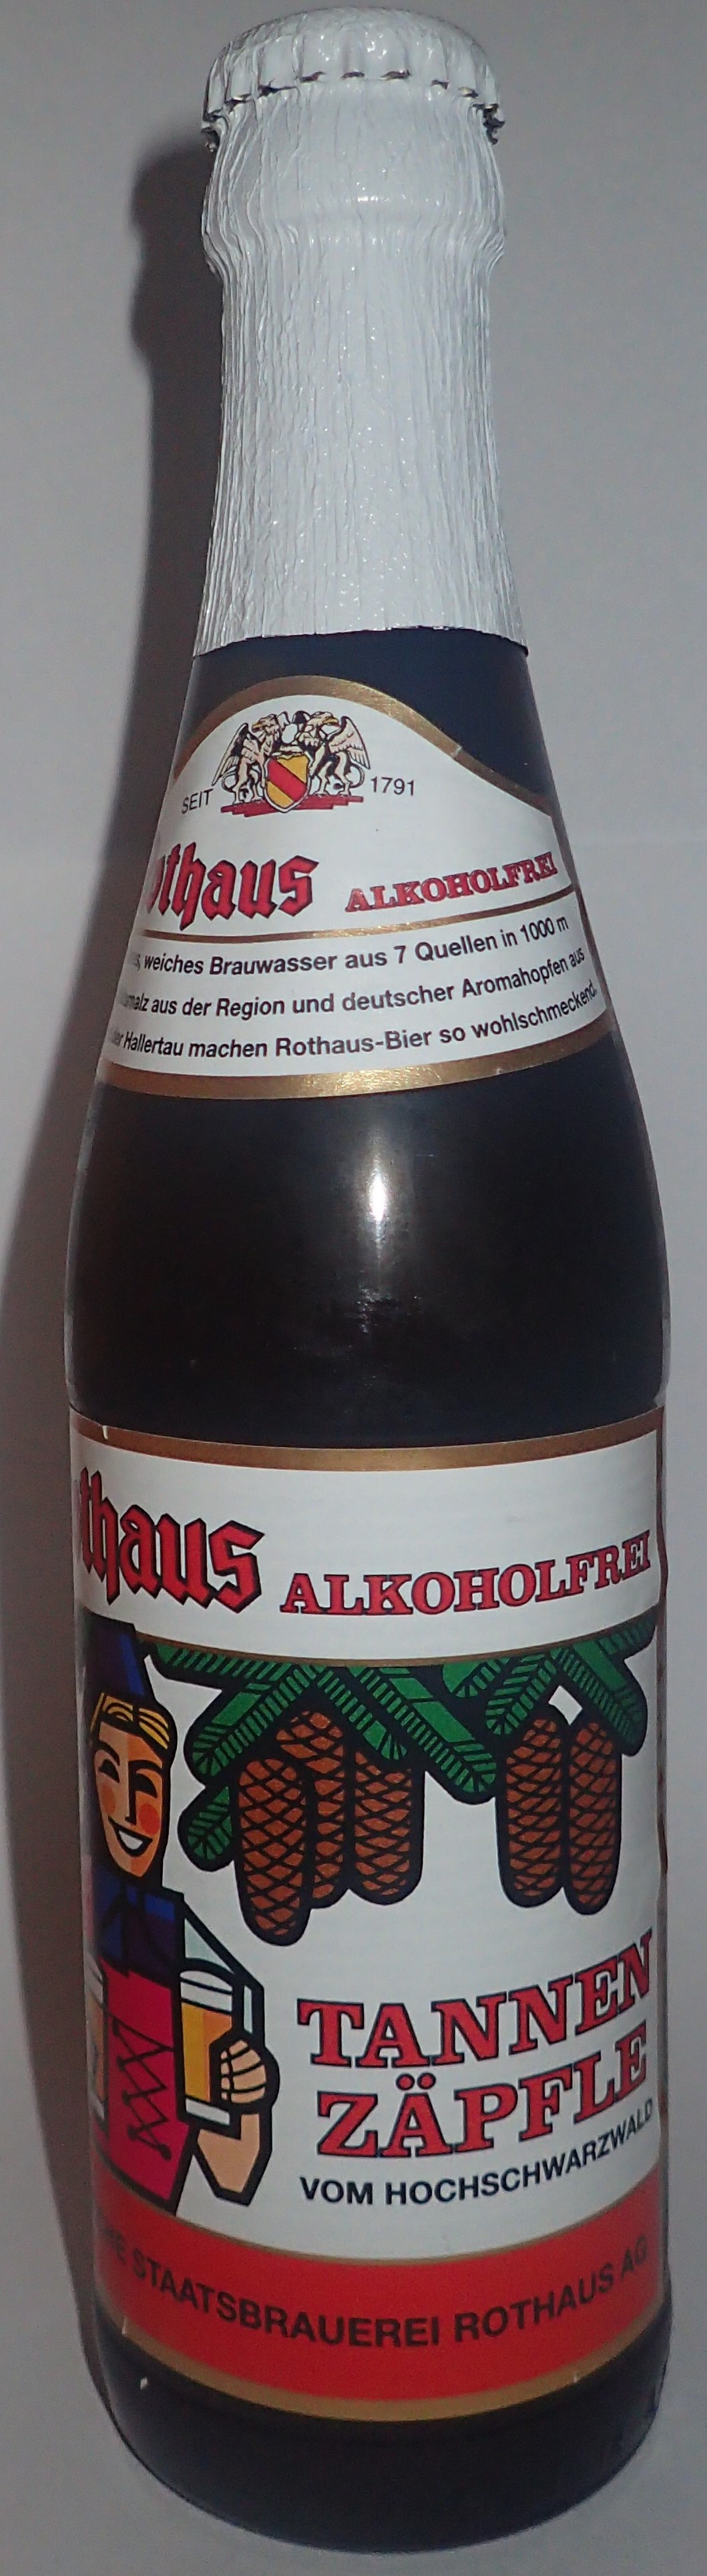 SEIT 1791
othaus ALKOHOLFREI
weiches Brauwasser aus 7 Quellen in 1000 m
malz aus der Region und deutscher Aromahopfen aus
der Hallertau machen Rothaus-Bier so wohlschmeckend.
thaus ALKOHOLFREI
TANNEN
ZÄPFLE
VOM HOCHSCHWARZWALD
STAATSBRAUEREI ROTHAUS AG